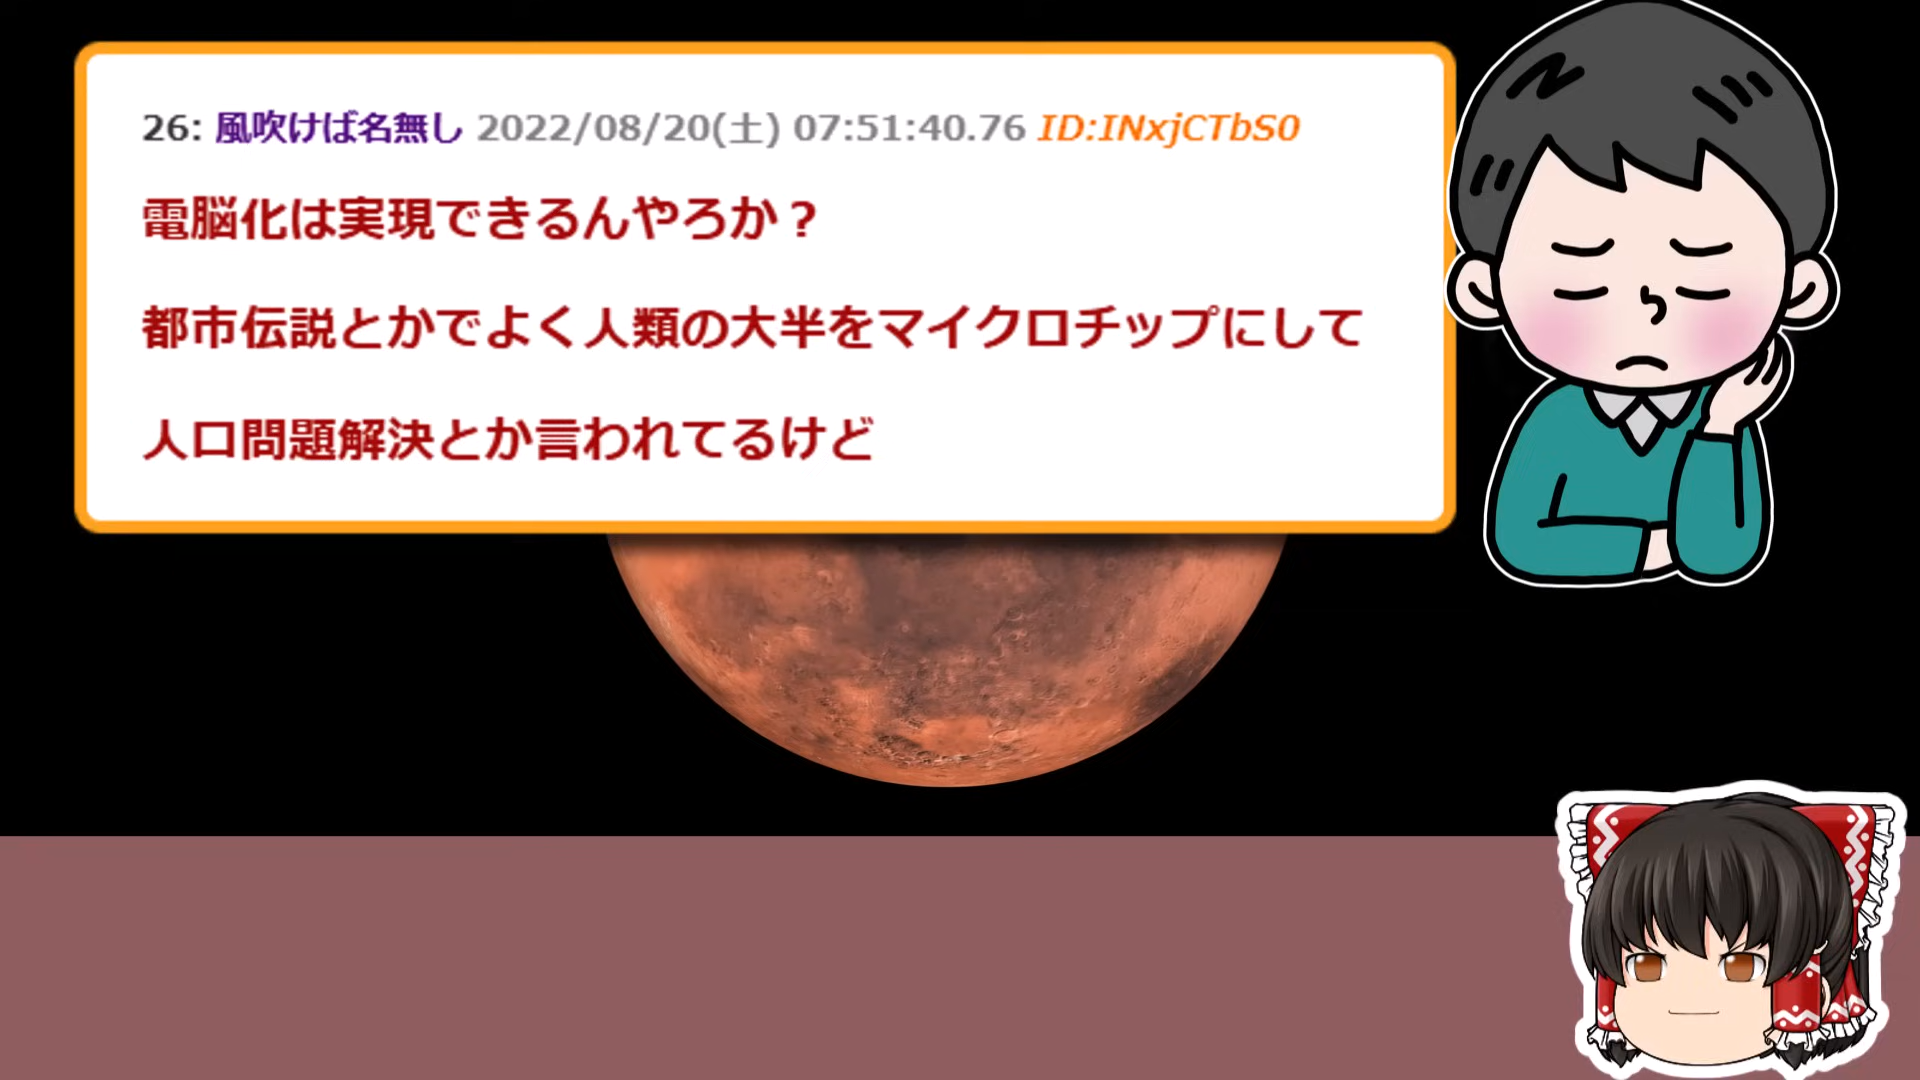 26: 風吹けば名無し 2022/08/20(土) 07:51:40.76 ID:INxjCTbS0
電脳化は実現できるんやろか？
都市伝説とかでよく人類の大半をマイクロチップにして
人口問題解決とか言われてるけど